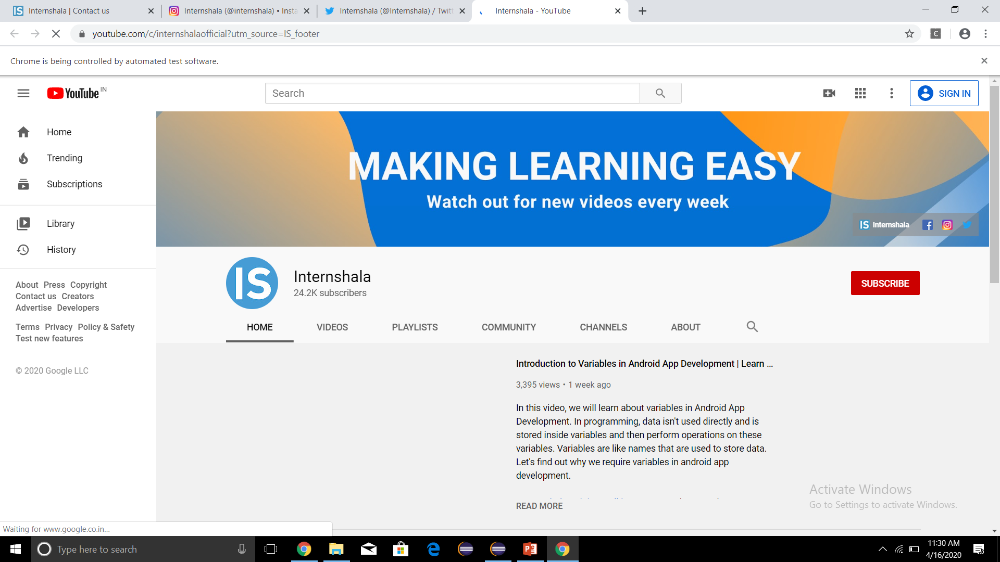 Internshala | Contact us
Internshala (@internshala) • Insta
Internshala (@Internshala) / Twitt
Internshala - YouTube
youtube.com/c/internshalaofficial?utm_source=IS_footer
C
Chrome is being controlled by automated test software.
YouTube IN
Search
SIGN IN
Home
Trending
Subscriptions
Library
History
About Press Copyright
Contact us Creators
Advertise Developers
Terms Privacy Policy & Safety
Test new features
© 2020 Google LLC
MAKING LEARNING EASY
Watch out for new videos every week
IS Internshala
IS
Internshala
24.2K subscribers
SUBSCRIBE
HOME VIDEOS PLAYLISTS COMMUNITY CHANNELS ABOUT
Introduction to Variables in Android App Development | Learn ...
3,395 views • 1 week ago
In this video, we will learn about variables in Android App
Development. In programming, data isn't used directly and is
stored inside variables and then perform operations on these
variables. Variables are like names that are used to store data.
Let's find out why we require variables in android app
development.
READ MORE
Activate Windows
Go to Settings to activate Windows.
Waiting for www.google.co.in...
Type here to search
11:30 AM
4/16/2020